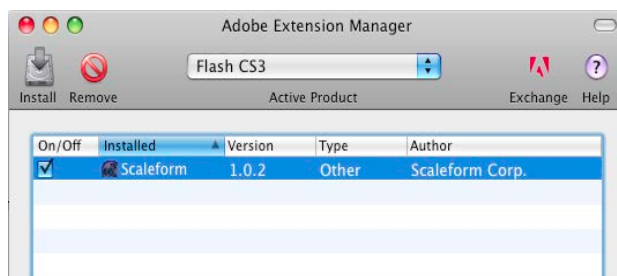 Adobe Extension Manager
Flash CS3
Install Remove Active Product Exchange Help
On/Off Installed Version Type Author
Scaleform 1.0.2 Other Scaleform Corp.